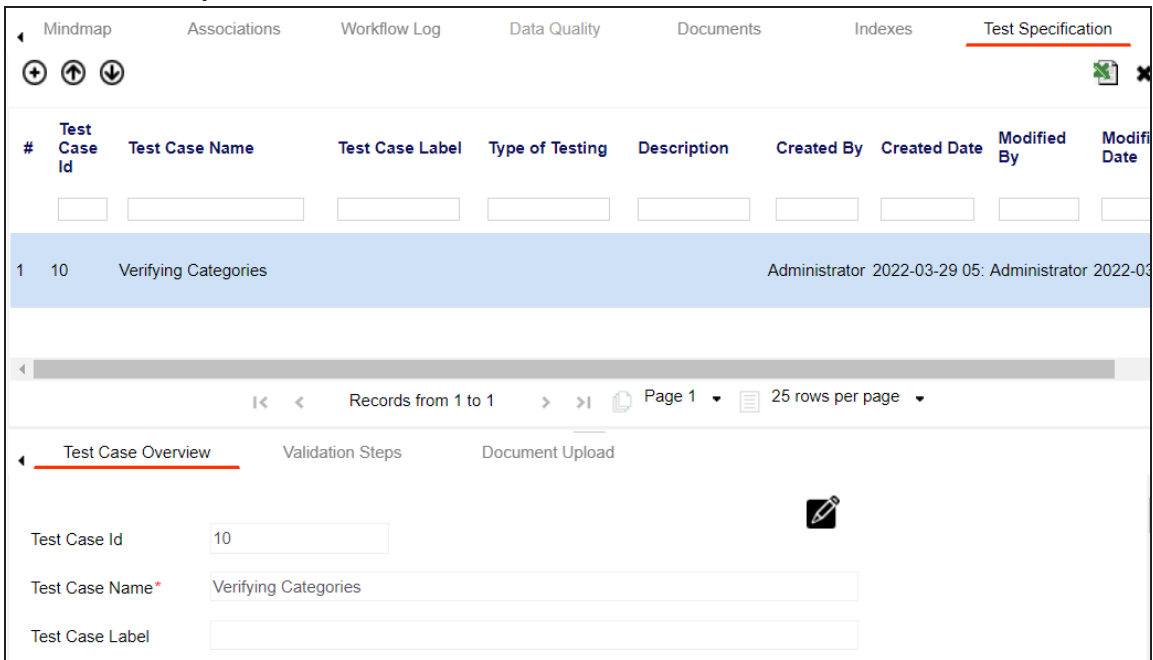 Mindmap Associations Workflow Log Data Quality Documents Indexes Test Specification
# Test Case Id Test Case Name Test Case Label Type of Testing Description Created By Created Date Modified By Modifi Date
1 10 Verifying Categories Administrator 2022-03-29 05: Administrator 2022-03
Records from 1 to 1 Page 1 25 rows per page
Test Case Overview Validation Steps Document Upload
Test Case Id 10
Test Case Name* Verifying Categories
Test Case Label